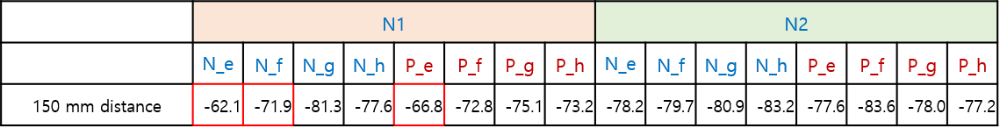 N1 N2
N_e N_f N_g N_h P_e P_f P_g P_h N_e N_f N_g N_h P_e P_f P_g P_h
150 mm distance -62.1 -71.9 -81.3 -77.6 -66.8 -72.8 -75.1 -73.2 -78.2 -79.7 -80.9 -83.2 -77.6 -83.6 -78.0 -77.2